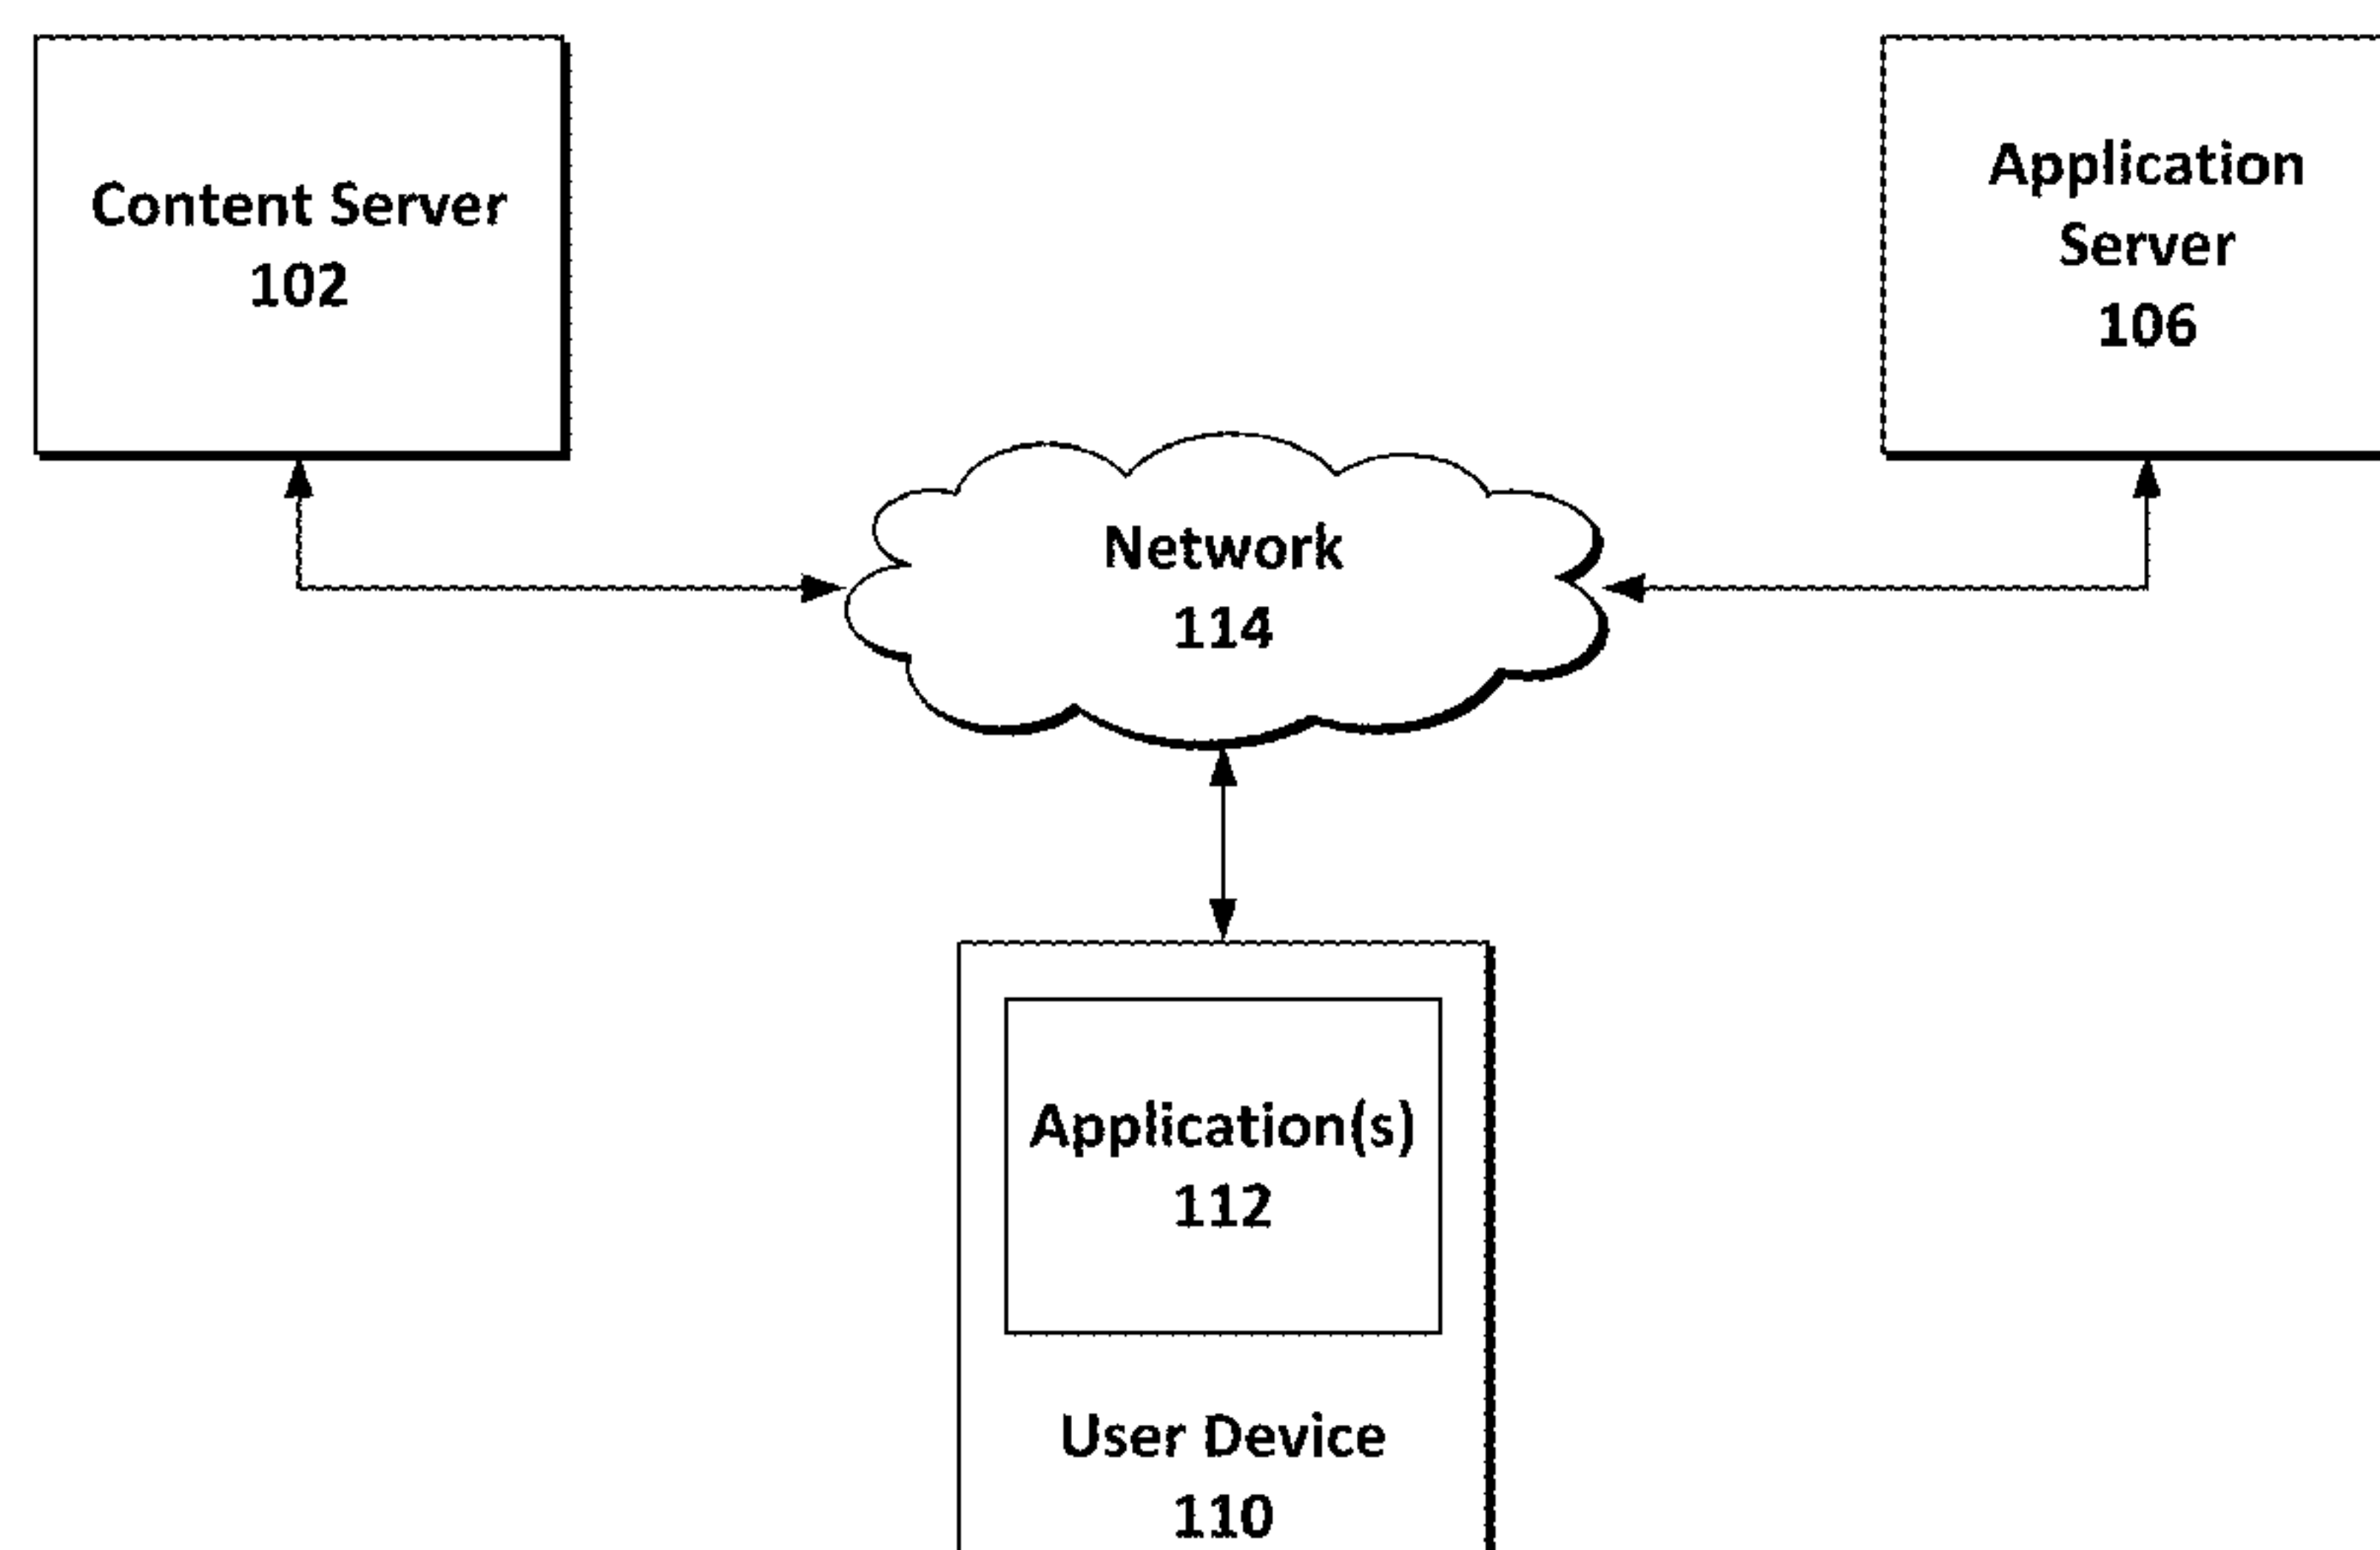 Content Server
102
Application
Server
106
Network
114
Application(s)
112
User Device
110